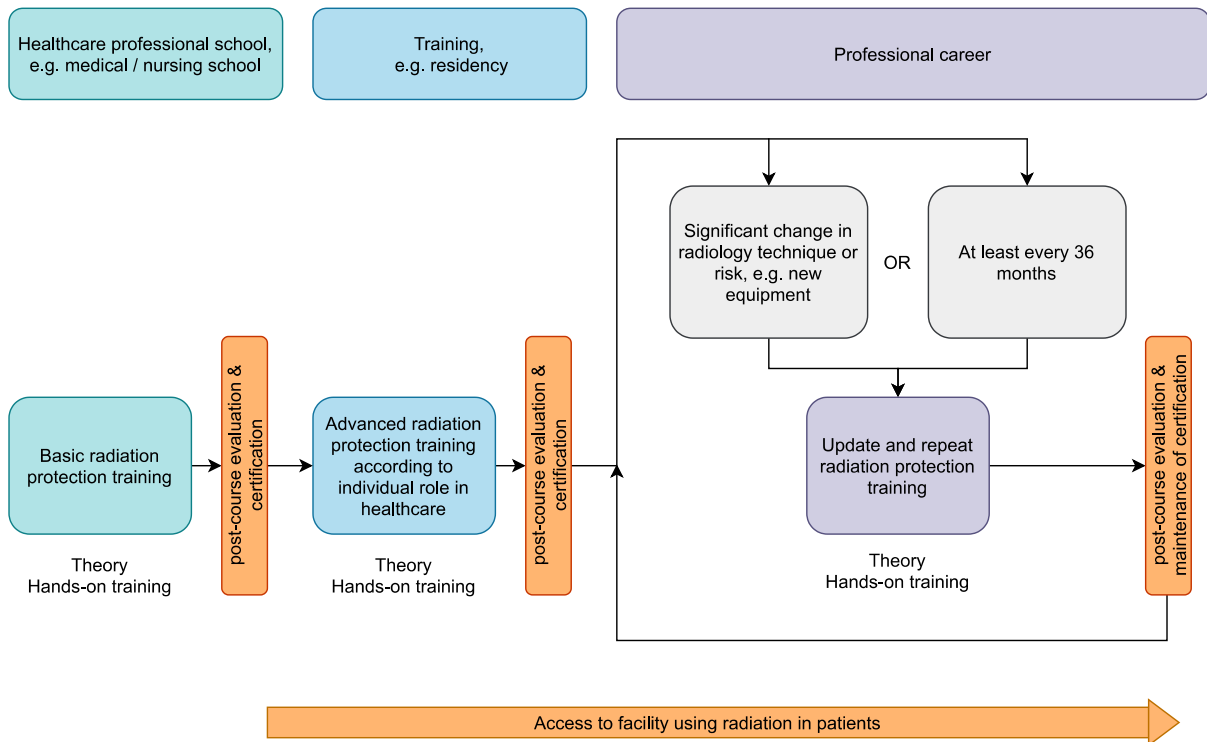 Healthcare professional school,
e.g. medical / nursing school
Training,
e.g. residency
Professional career
Significant change in
radiology technique or
risk, e.g. new
equipment
OR
At least every 36
months
Basic radiation
protection training
post-course evaluation &
certification
Advanced radiation
protection training
according to
individual role in
healthcare
post-course evaluation &
certification
Update and repeat
radiation protection
training
post-course evaluation &
maintenance of certification
Theory
Hands-on training
Theory
Hands-on training
Theory
Hands-on training
Access to facility using radiation in patients